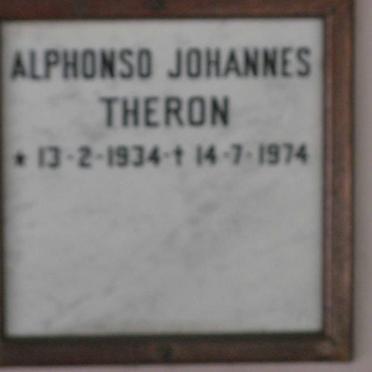 ALPHONSO JOHANNES
THERON
* 13-2-1934-† 14-7-1974